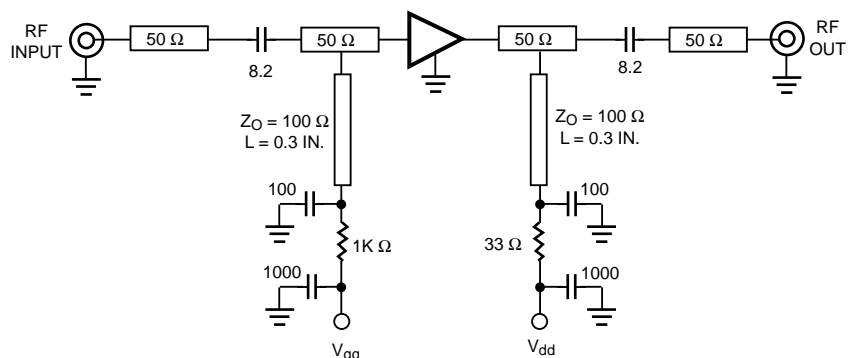 RF
INPUT
50 Ω
8.2
50 Ω
50 Ω
8.2
50 Ω
RF
OUT
ZO = 100 Ω
L = 0.3 IN.
ZO = 100 Ω
L = 0.3 IN.
100
100
1K Ω
33 Ω
1000
1000
Vgg
Vdd